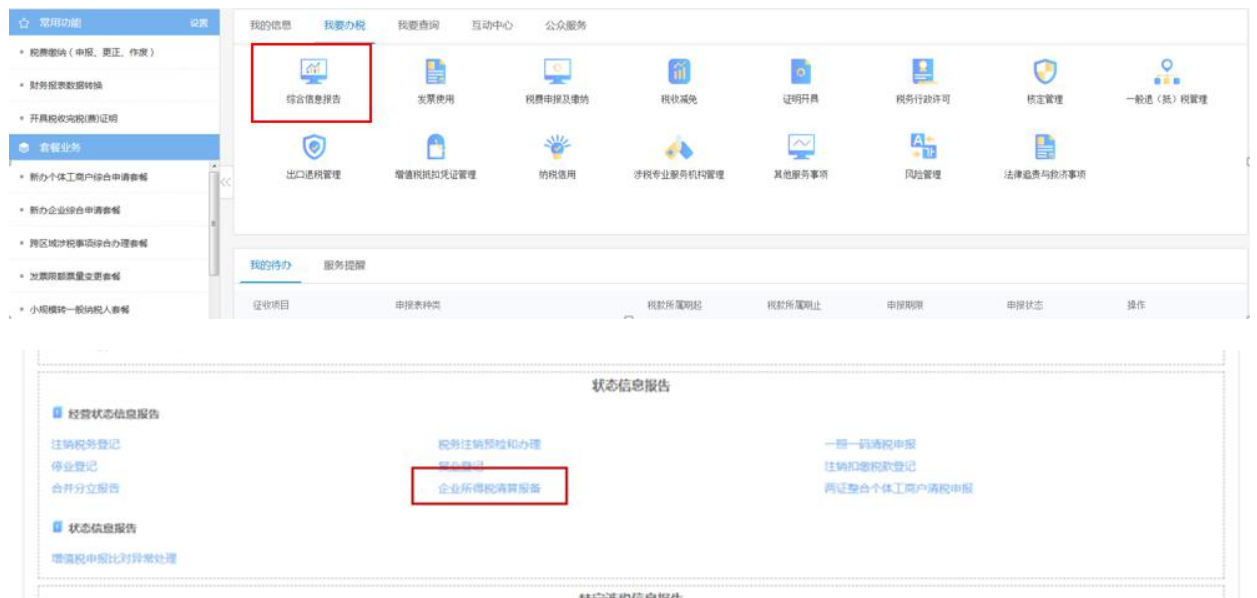 常用功能 设置
税费缴纳（申报、更正、作废）
财务报表数据转换
开具税收完税(费)证明
套餐业务
新办个体工商户综合申请套餐
新办企业综合申请套餐
跨区域涉税事项综合办理套餐
发票限额票量变更套餐
小规模转一般纳税人套餐
我的信息 我要办税 我要查询 互动中心 公众服务
综合信息报告 发票使用 税费申报及缴纳 税收减免 证明开具 税务行政许可 核定管理 一般退（抵）税管理
出口退税管理 增值税抵扣凭证管理 纳税信用 涉税专业服务机构管理 其他服务事项 风险管理 法律追责与救济事项
我的待办 服务提醒
征收项目 申报表种类 税款所属期起 税款所属期止 申报期限 申报状态 操作
状态信息报告
经营状态信息报告
注销税务登记 税务注销预检和办理 一照一码清税申报
停业登记 复业登记 注销扣缴税款登记
合并分立报告 企业所得税清算报备 两证整合个体工商户清税申报
状态信息报告
增值税申报比对异常处理
特定涉税信息报告